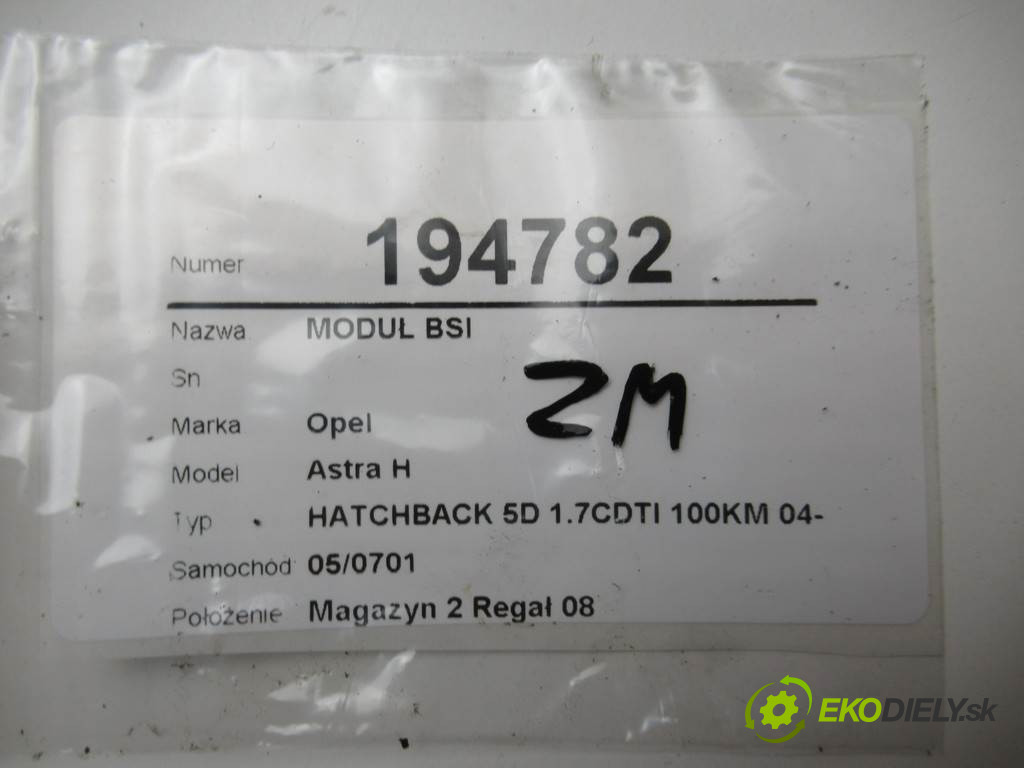 Numer 194782
Nazwa MODUŁ BSI
Sn
ZM
Marka Opel
Model Astra H
Typ HATCHBACK 5D 1.7CDTI 100KM 04-
Samochód 05/0701
Położenie Magazyn 2 Regał 08
EKODIELY.sk